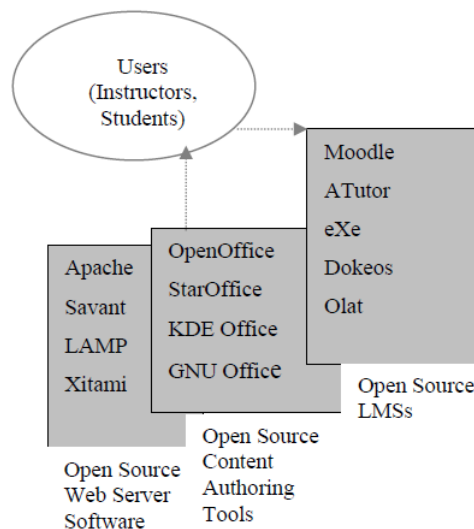 Users
(Instructors,
Students)
Moodle
ATutor
eXe
Dokeos
Olat
OpenOffice
StarOffice
KDE Office
GNU Office
Apache
Savant
LAMP
Xitami
Open Source
LMSs
Open Source
Content
Authoring
Tools
Open Source
Web Server
Software